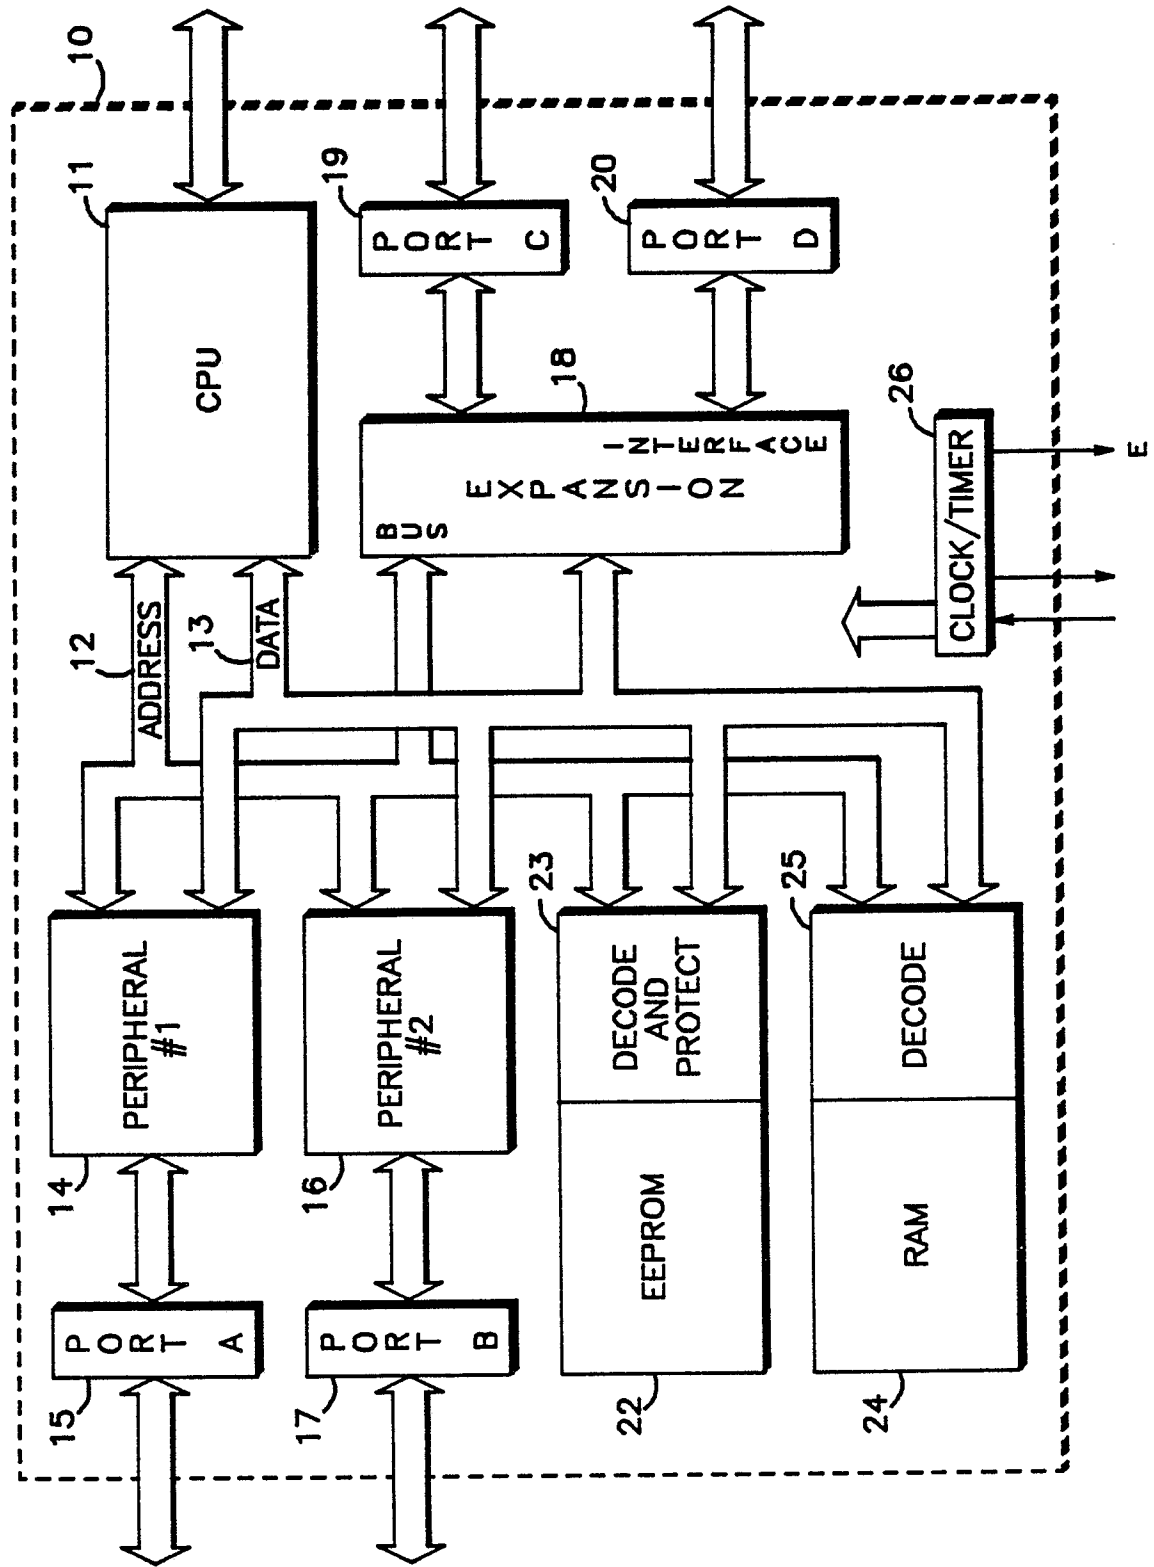 10
11
CPU
12
ADDRESS
13
DATA
14
PERIPHERAL
#1
15
PORT A
16
PERIPHERAL
#2
17
PORT B
18
BUS
EXPANSION
INTERFACE
19
PORT C
20
PORT D
22
EEPROM
23
DECODE
AND
PROTECT
24
RAM
25
DECODE
26
CLOCK/TIMER
E